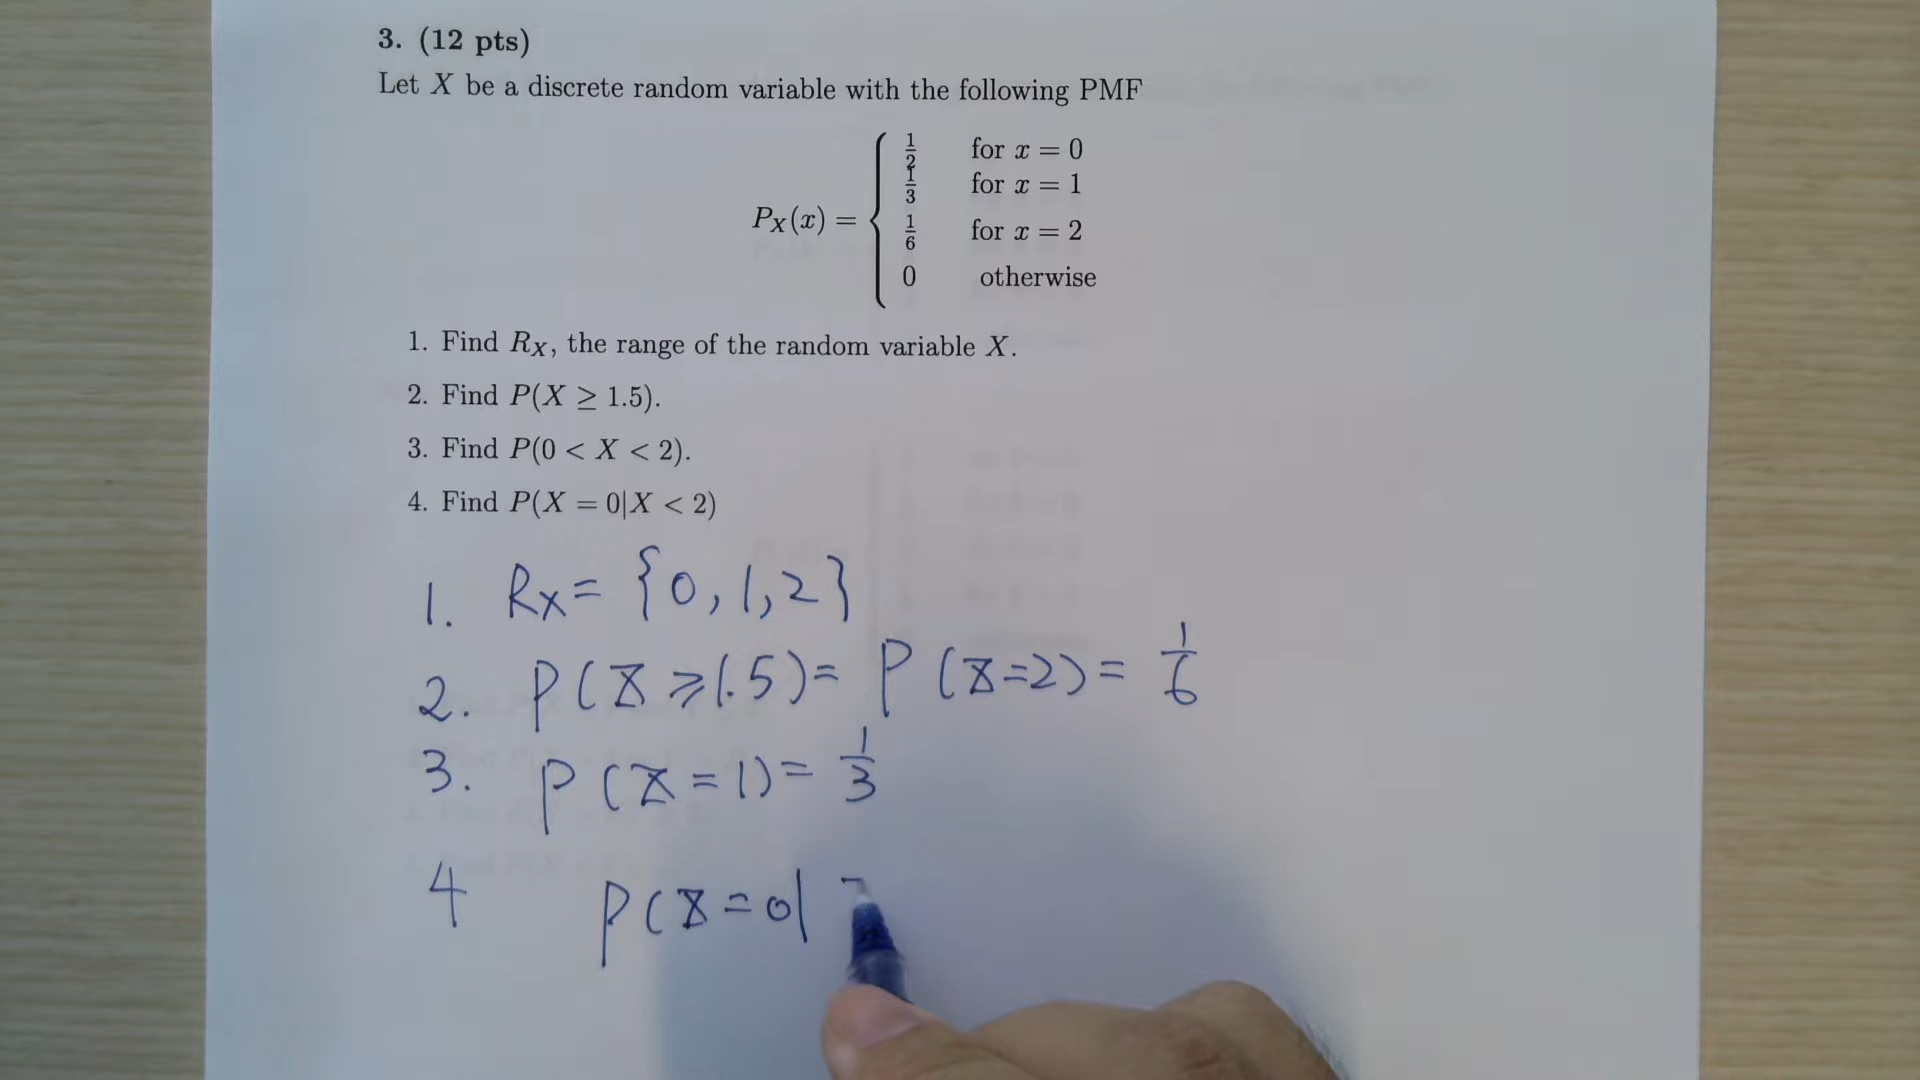 3. (12 pts)
Let X be a discrete random variable with the following PMF
1/2 for x = 0
1/3 for x = 1
P_X(x) = {
1/6 for x = 2
0 otherwise
1. Find R_X, the range of the random variable X.
2. Find P(X ≥ 1.5).
3. Find P(0 < X < 2).
4. Find P(X = 0|X < 2)
1. Rx = {0, 1, 2}
2. P(X ≥ 1.5) = P(X = 2) = 1/6
3. P(X = 1) = 1/3
4 P(X = 0|